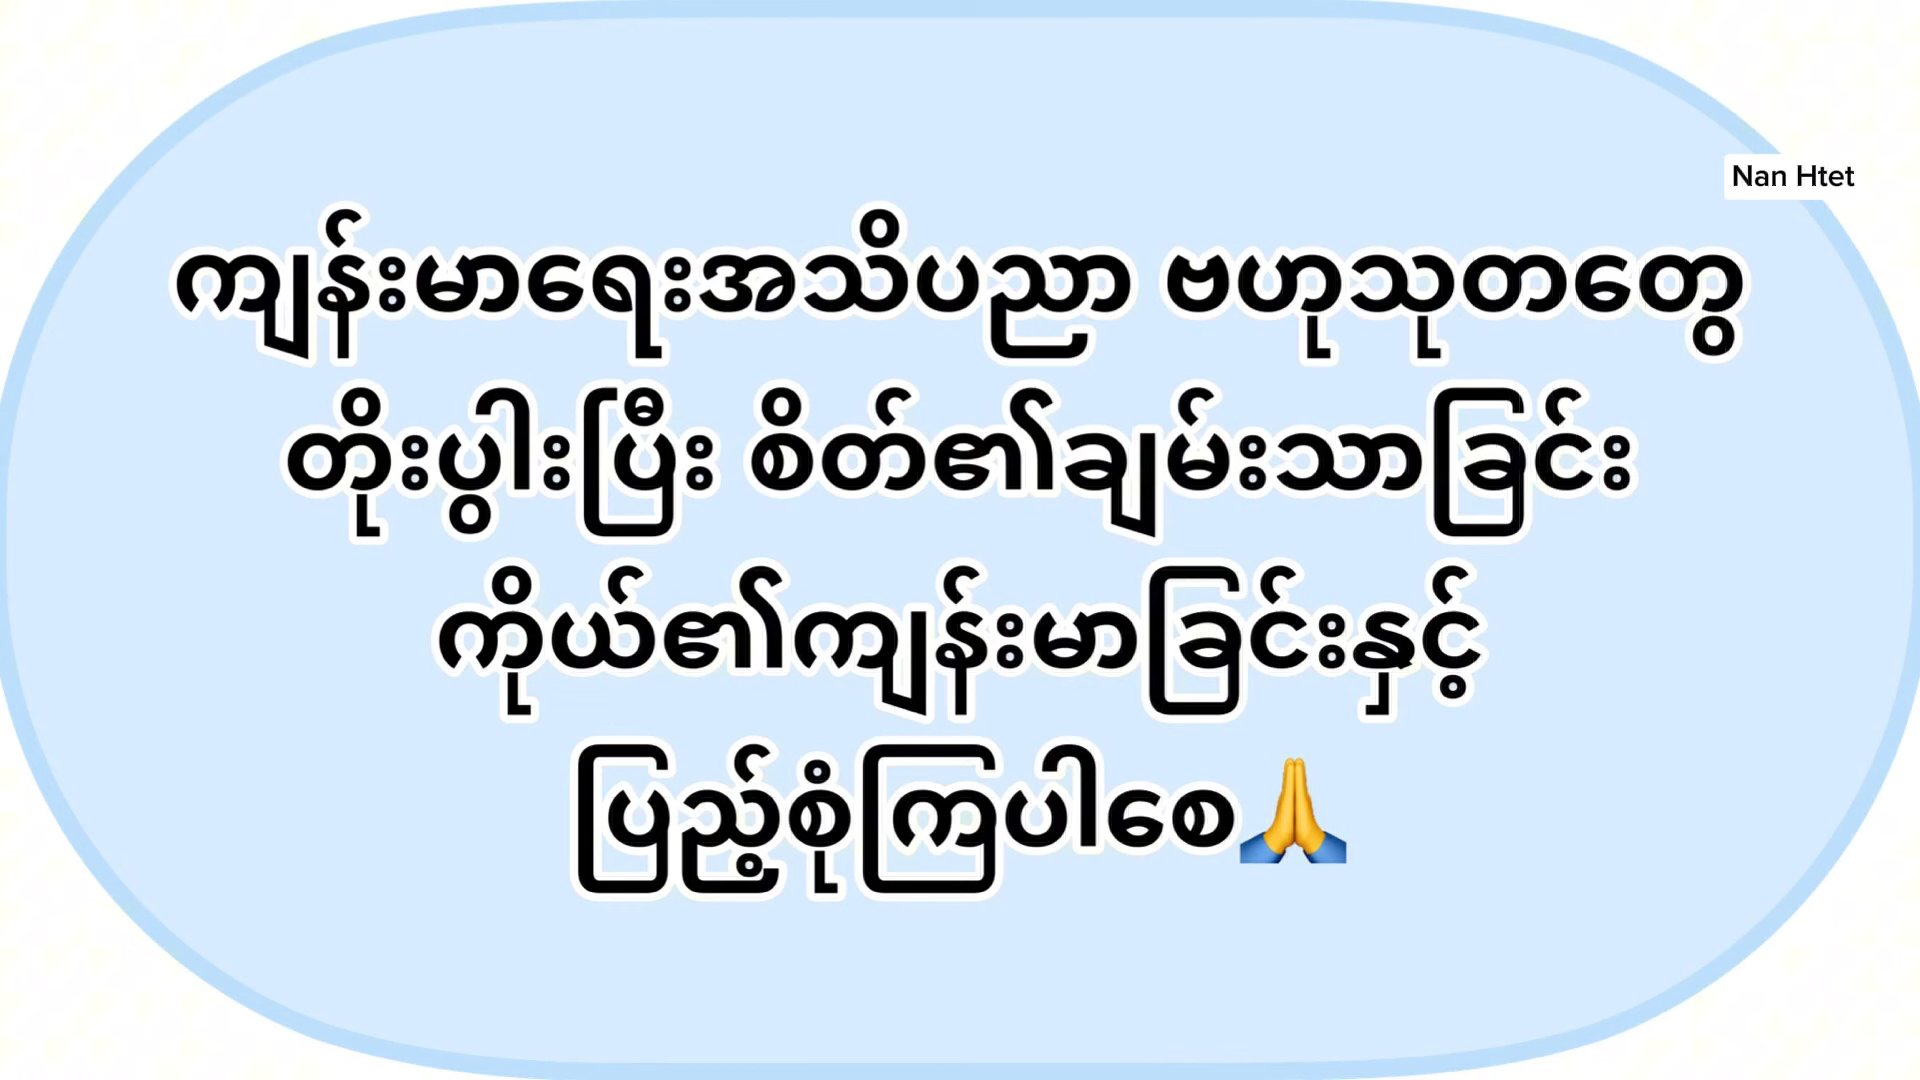 Nan Htet
ကျန်းမာရေးအသိပညာ ဗဟုသုတတွေ
တိုးပွါးပြီး စိတ်၏ချမ်းသာခြင်း
ကိုယ်၏ကျန်းမာခြင်းနှင့်
ပြည့်စုံကြပါစေ🙏